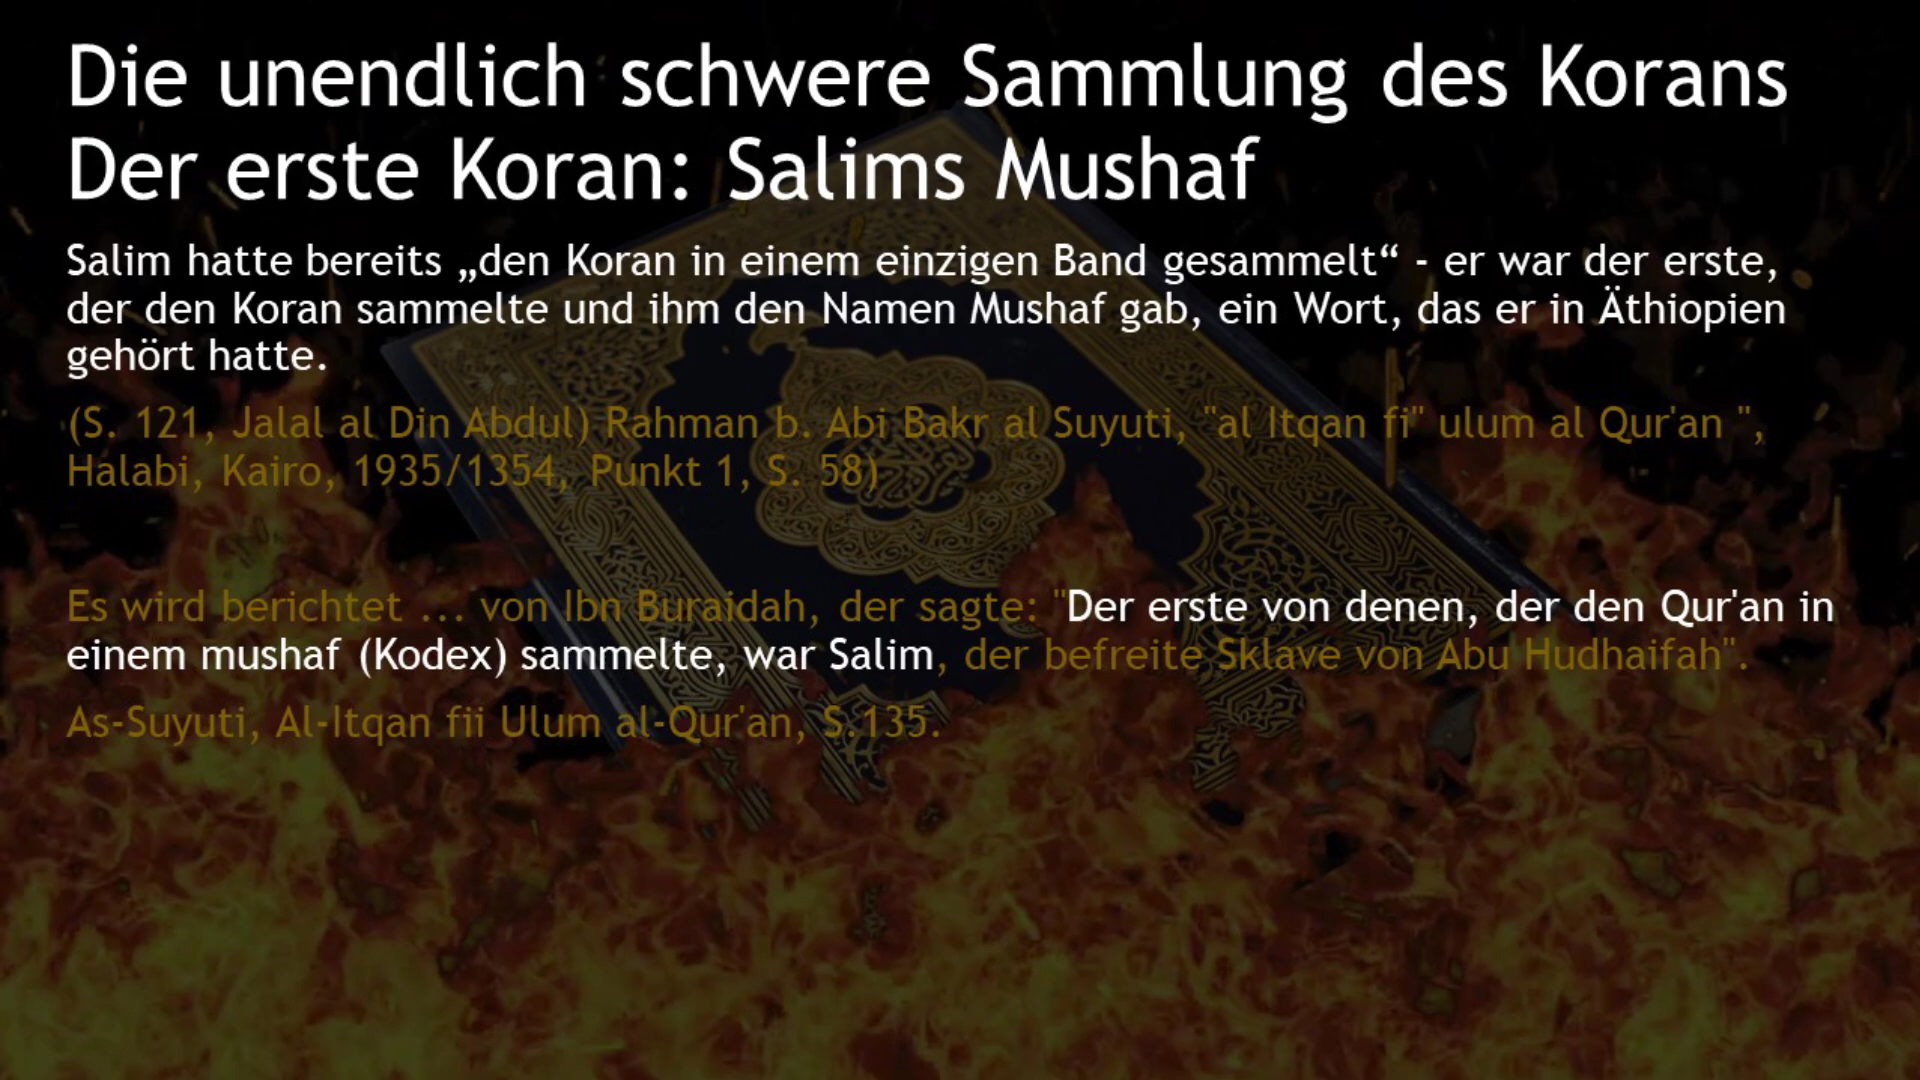 Die unendlich schwere Sammlung des Korans
Der erste Koran: Salims Mushaf
Salim hatte bereits „den Koran in einem einzigen Band gesammelt“ - er war der erste,
der den Koran sammelte und ihm den Namen Mushaf gab, ein Wort, das er in Äthiopien
gehört hatte.
(S. 121, Jalal al Din Abdul) Rahman b. Abi Bakr al Suyuti, "al Itqan fi" ulum al Qur'an ",
Halabi, Kairo, 1935/1354, Punkt 1, S. 58)
Es wird berichtet ... von Ibn Buraidah, der sagte: "Der erste von denen, der den Qur'an in
einem mushaf (Kodex) sammelte, war Salim, der befreite Sklave von Abu Hudhaifah".
As-Suyuti, Al-Itqan fii Ulum al-Qur'an, S.135.